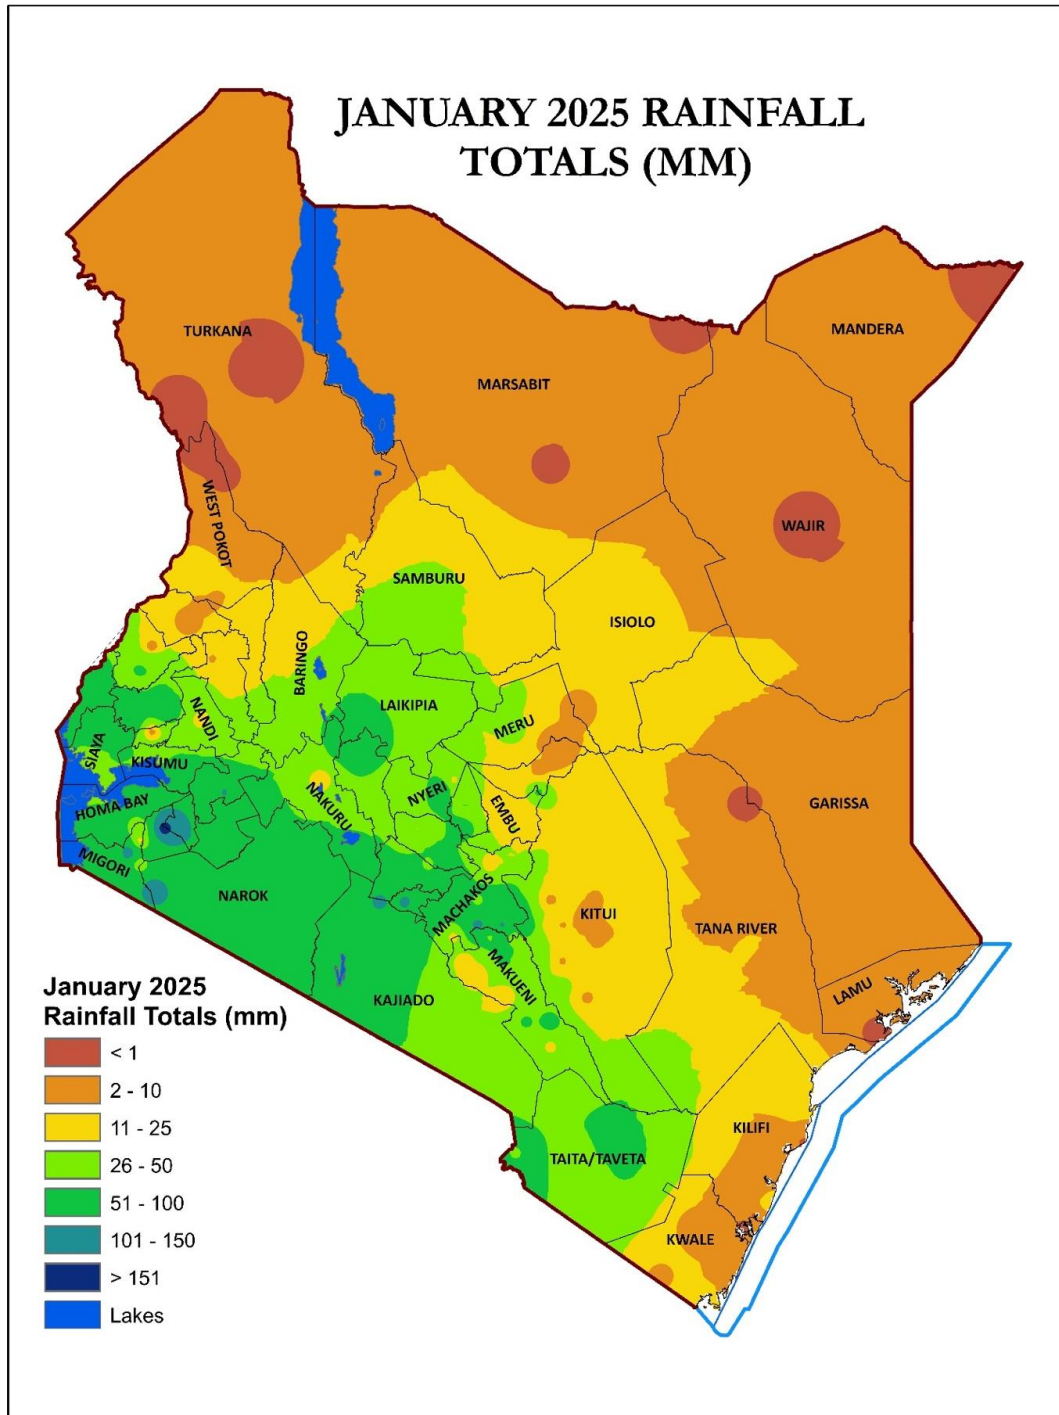 JANUARY 2025 RAINFALL
TOTALS (MM)
TURKANA
MANDERA
MARSABIT
WEST POKOT
WAJIR
SAMBURU
ISIOLO
BARINGO
LAIKIPIA
NANDI
MERU
SIAYA
KISUMU
NYERI
EMBU
NAKURU
HOMA BAY
GARISSA
MIGORI
NAROK
MACHAKOS
KITUI
TANA RIVER
MAKUENI
KAJIADO
LAMU
KILIFI
TAITA/TAVETA
KWALE
January 2025
Rainfall Totals (mm)
< 1
2 - 10
11 - 25
26 - 50
51 - 100
101 - 150
> 151
Lakes